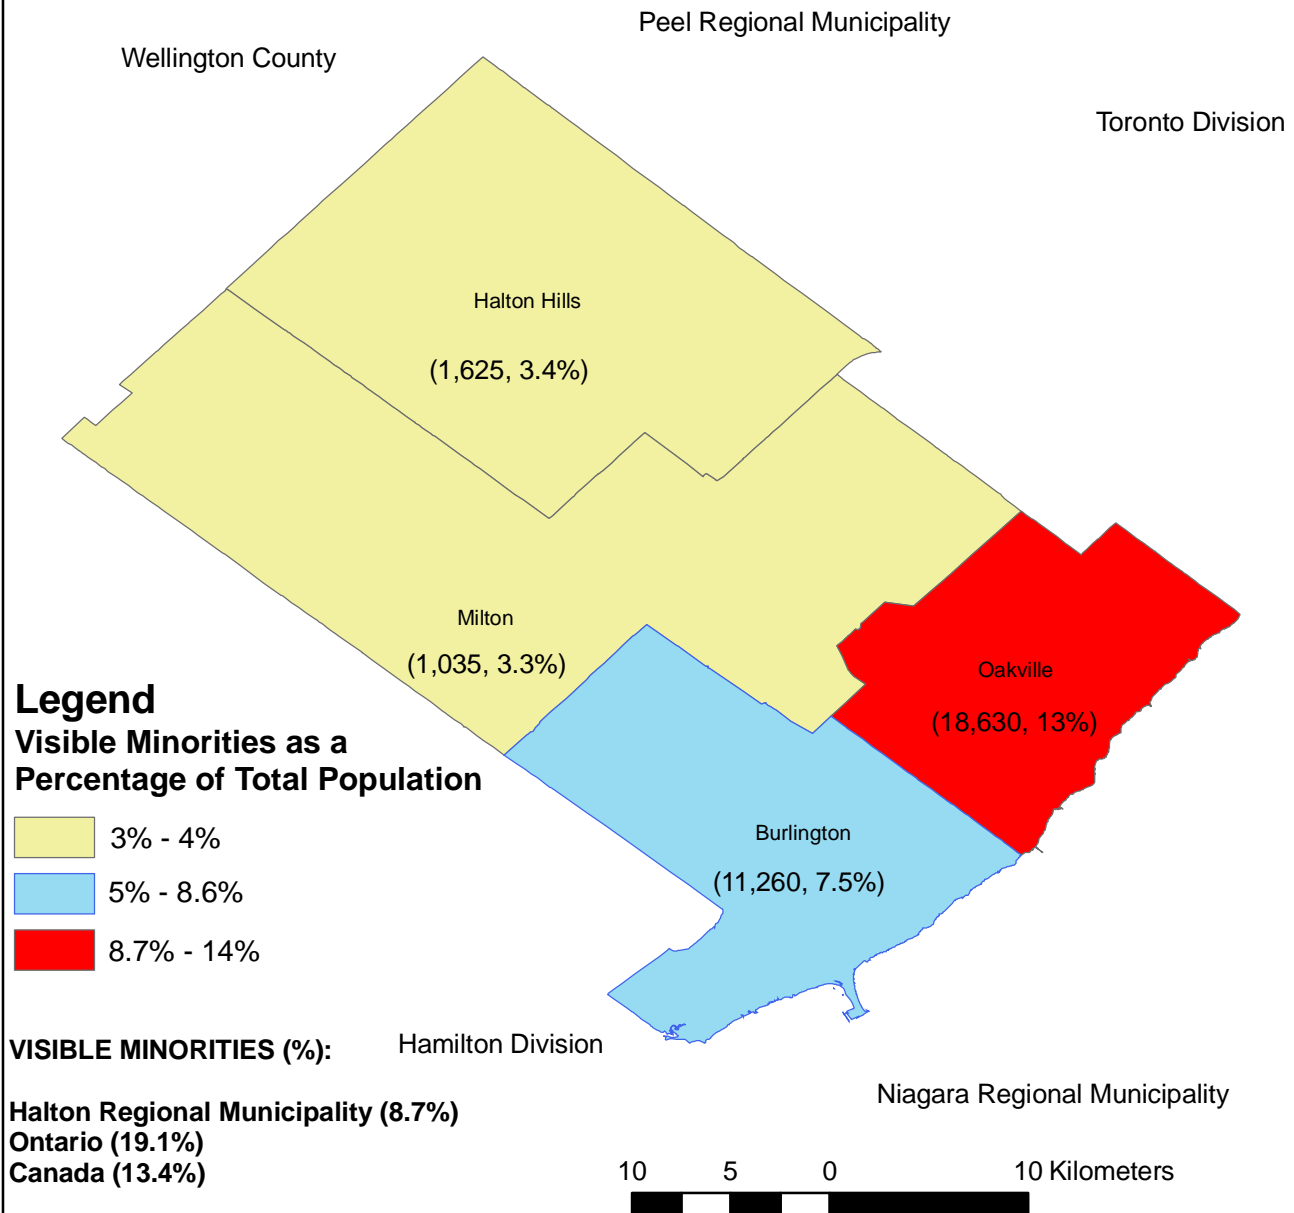 Peel Regional Municipality
Wellington County
Toronto Division
Halton Hills
(1,625, 3.4%)
Milton
(1,035, 3.3%)
Oakville
(18,630, 13%)
Legend
Visible Minorities as a
Percentage of Total Population
3% - 4%
5% - 8.6%
8.7% - 14%
Burlington
(11,260, 7.5%)
Hamilton Division
VISIBLE MINORITIES (%):
Niagara Regional Municipality
Halton Regional Municipality (8.7%)
Ontario (19.1%)
Canada (13.4%)
10 5 0 10 Kilometers